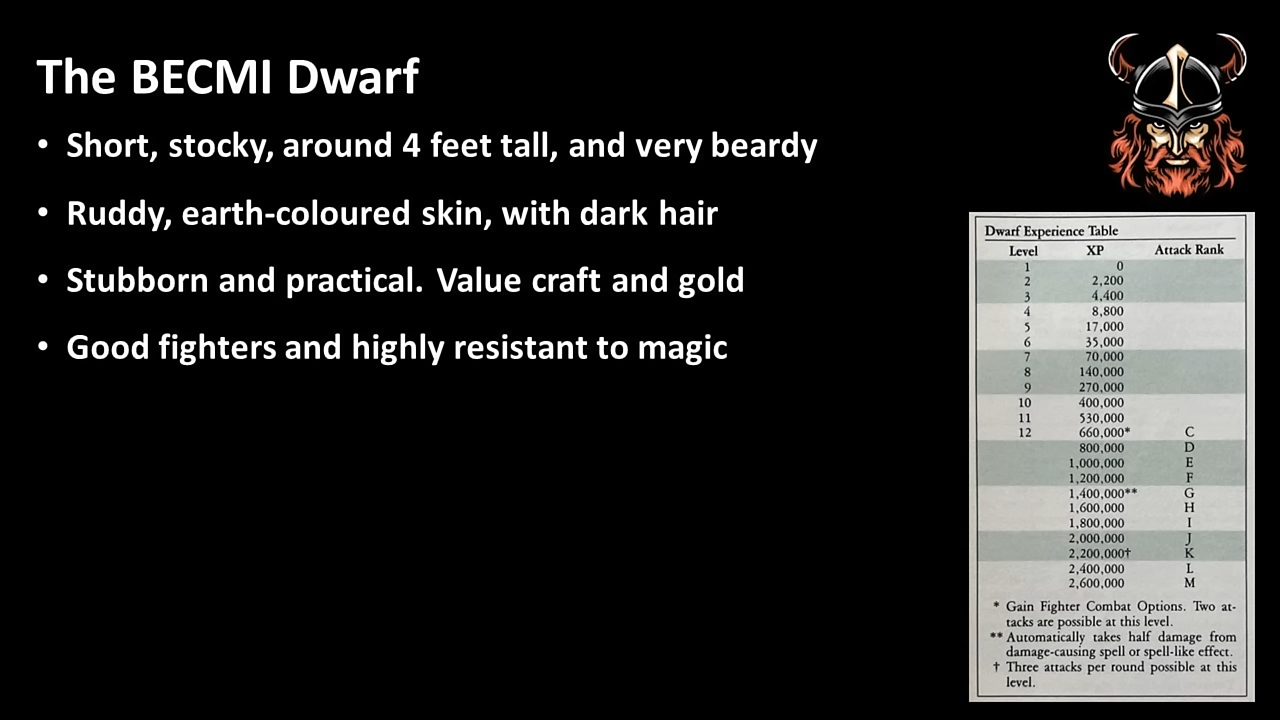 The BECMI Dwarf
• Short, stocky, around 4 feet tall, and very beardy
• Ruddy, earth-coloured skin, with dark hair
• Stubborn and practical. Value craft and gold
• Good fighters and highly resistant to magic
Dwarf Experience Table
Level XP Attack Rank
1 0
2 2,200
3 4,400
4 8,800
5 17,000
6 35,000
7 70,000
8 140,000
9 270,000
10 400,000
11 530,000
12 660,000* C
800,000 D
1,000,000 E
1,200,000 F
1,400,000** G
1,600,000 H
1,800,000 I
2,000,000 J
2,200,000† K
2,400,000 L
2,600,000 M
* Gain Fighter Combat Options. Two at-
tacks are possible at this level.
** Automatically takes half damage from
damage-causing spell or spell-like effect.
† Three attacks per round possible at this
level.